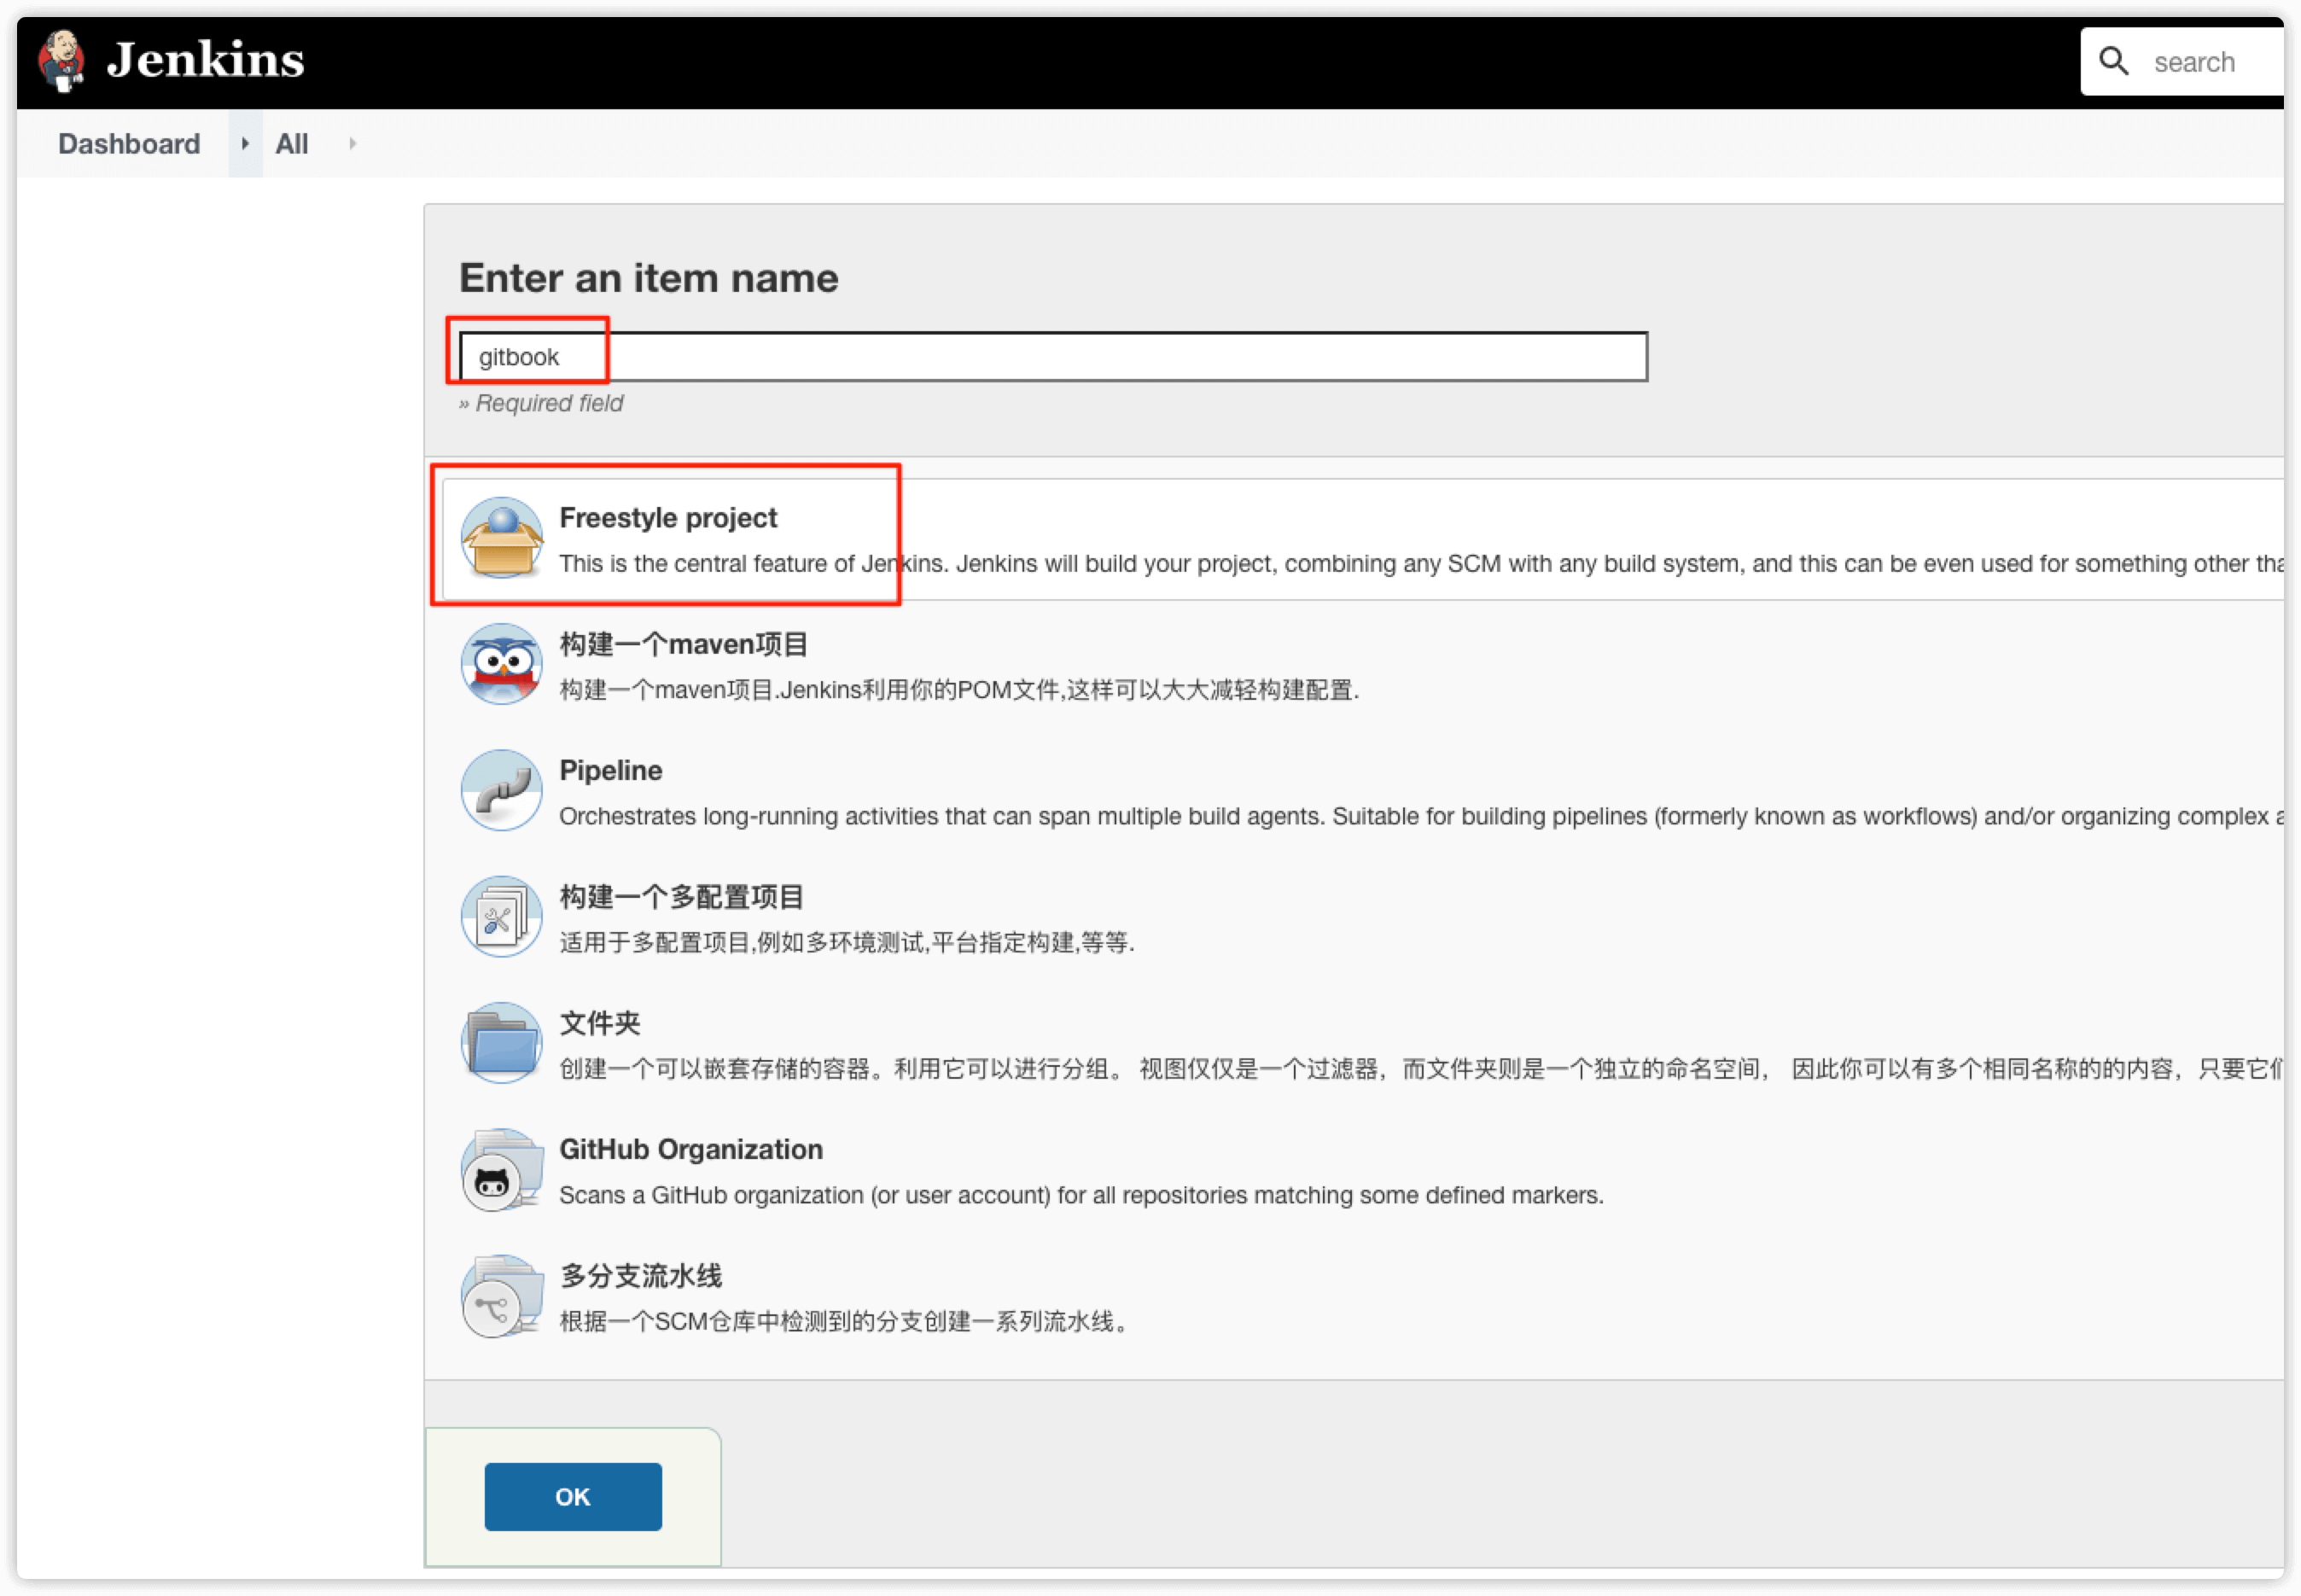 Jenkins
search
Dashboard
All
Enter an item name
gitbook
» Required field
Freestyle project
This is the central feature of Jenkins. Jenkins will build your project, combining any SCM with any build system, and this can be even used for something other tha
构建一个maven项目
构建一个maven项目.Jenkins利用你的POM文件,这样可以大大减轻构建配置.
Pipeline
Orchestrates long-running activities that can span multiple build agents. Suitable for building pipelines (formerly known as workflows) and/or organizing complex a
构建一个多配置项目
适用于多配置项目,例如多环境测试,平台指定构建,等等.
文件夹
创建一个可以嵌套存储的容器。利用它可以进行分组。 视图仅仅是一个过滤器，而文件夹则是一个独立的命名空间， 因此你可以有多个相同名称的的内容，只要它们
GitHub Organization
Scans a GitHub organization (or user account) for all repositories matching some defined markers.
多分支流水线
根据一个SCM仓库中检测到的分支创建一系列流水线。
OK